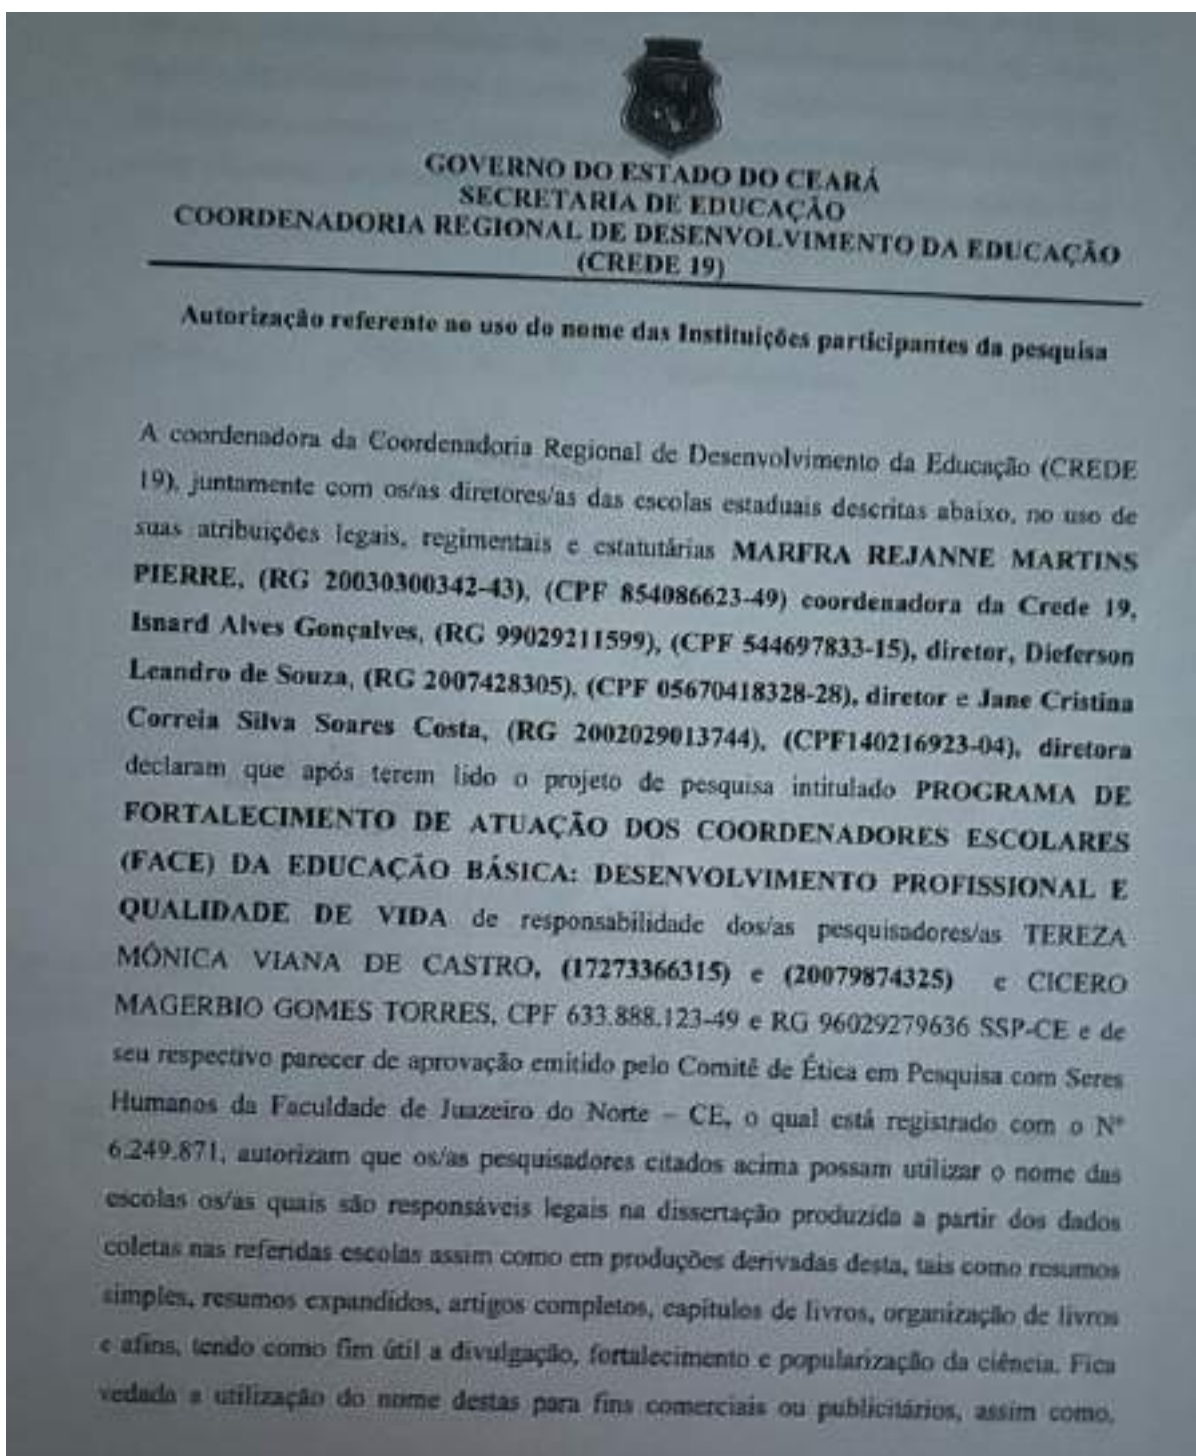 GOVERNO DO ESTADO DO CEARÁ
SECRETARIA DE EDUCAÇÃO
COORDENADORIA REGIONAL DE DESENVOLVIMENTO DA EDUCAÇÃO
(CREDE 19)
Autorização referente ao uso do nome das Instituições participantes da pesquisa
A coordenadora da Coordenadoria Regional de Desenvolvimento da Educação (CREDE
19), juntamente com os/as diretores/as das escolas estaduais descritas abaixo, no uso de
suas atribuições legais, regimentais e estatutárias MARFRA REJANNE MARTINS
PIERRE, (RG 20030300342-43), (CPF 854086623-49) coordenadora da Crede 19,
Isnard Alves Gonçalves, (RG 99029211599), (CPF 544697833-15), diretor, Dieferson
Leandro de Souza, (RG 2007428305), (CPF 05670418328-28), diretor e Jane Cristina
Correia Silva Soares Costa, (RG 2002029013744), (CPF140216923-04), diretora
declaram que após terem lido o projeto de pesquisa intitulado PROGRAMA DE
FORTALECIMENTO DE ATUAÇÃO DOS COORDENADORES ESCOLARES
(FACE) DA EDUCAÇÃO BÁSICA: DESENVOLVIMENTO PROFISSIONAL E
QUALIDADE DE VIDA de responsabilidade dos/as pesquisadores/as TEREZA
MÔNICA VIANA DE CASTRO, (17273366315) e (20079874325) e CICERO
MAGERBIO GOMES TORRES, CPF 633.888.123-49 e RG 96029279636 SSP-CE e de
seu respectivo parecer de aprovação emitido pelo Comitê de Ética em Pesquisa com Seres
Humanos da Faculdade de Juazeiro do Norte – CE, o qual está registrado com o Nº
6.249.871, autorizam que os/as pesquisadores citados acima possam utilizar o nome das
escolas os/as quais são responsáveis legais na dissertação produzida a partir dos dados
coletas nas referidas escolas assim como em produções derivadas desta, tais como resumos
simples, resumos expandidos, artigos completos, capítulos de livros, organização de livros
e afins, tendo como fim útil a divulgação, fortalecimento e popularização da ciência. Fica
vedada a utilização do nome destas para fins comerciais ou publicitários, assim como,